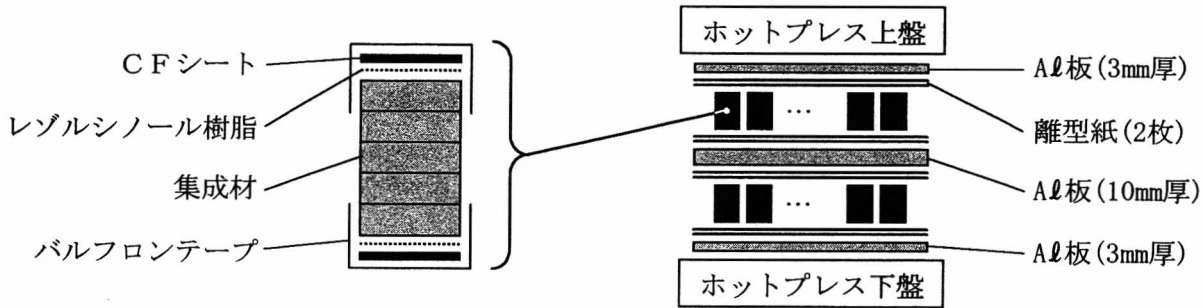 CFシート
レゾルシノール樹脂
集成材
バルフロンテープ
ホットプレス上盤
…
…
ホットプレス下盤
Aℓ板(3mm厚)
離型紙(2枚)
Aℓ板(10mm厚)
Aℓ板(3mm厚)